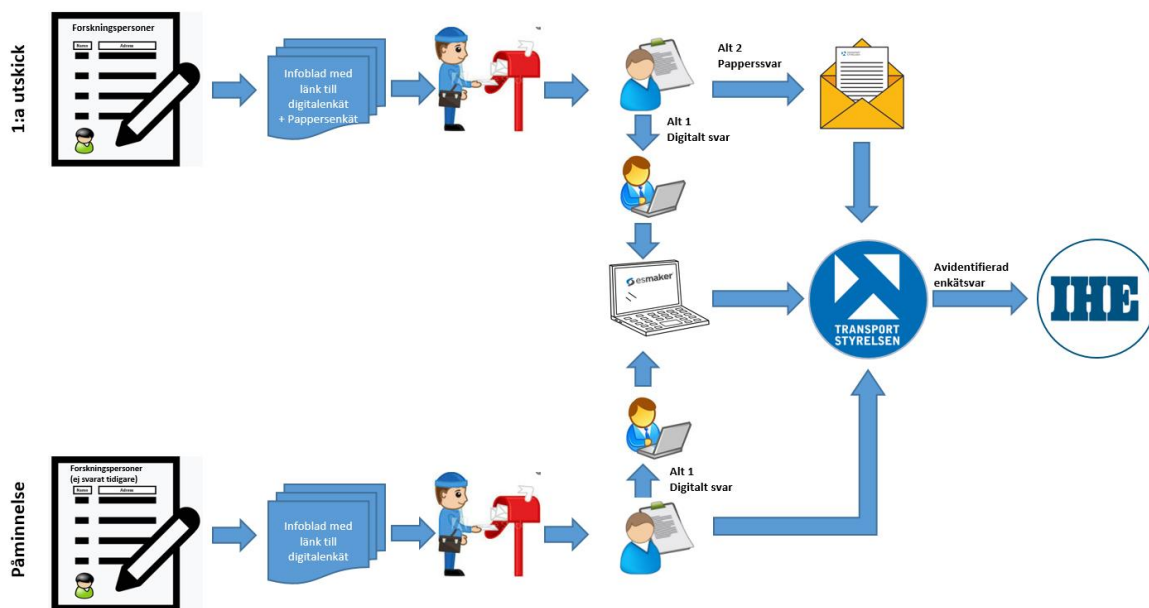 1:a utskick
Forskningspersoner
Namn Adress
Infoblad med
länk till
digitalenkät
+ Pappersenkät
Alt 2
Papperssvar
Alt 1
Digitalt svar
esmaker
TRANSPORT
STYRELSEN
Avidentifierad
enkätsvar
IHE
Påminnelse
Forskningspersoner
(ej svarat tidigare)
Namn Adress
Infoblad med
länk till
digitalenkät
Alt 1
Digitalt svar